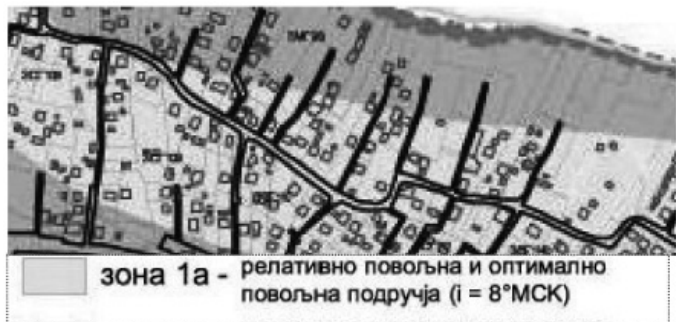 зона 1а - релативно повољна и оптимално
повољна подручја (i = 8°МСК)